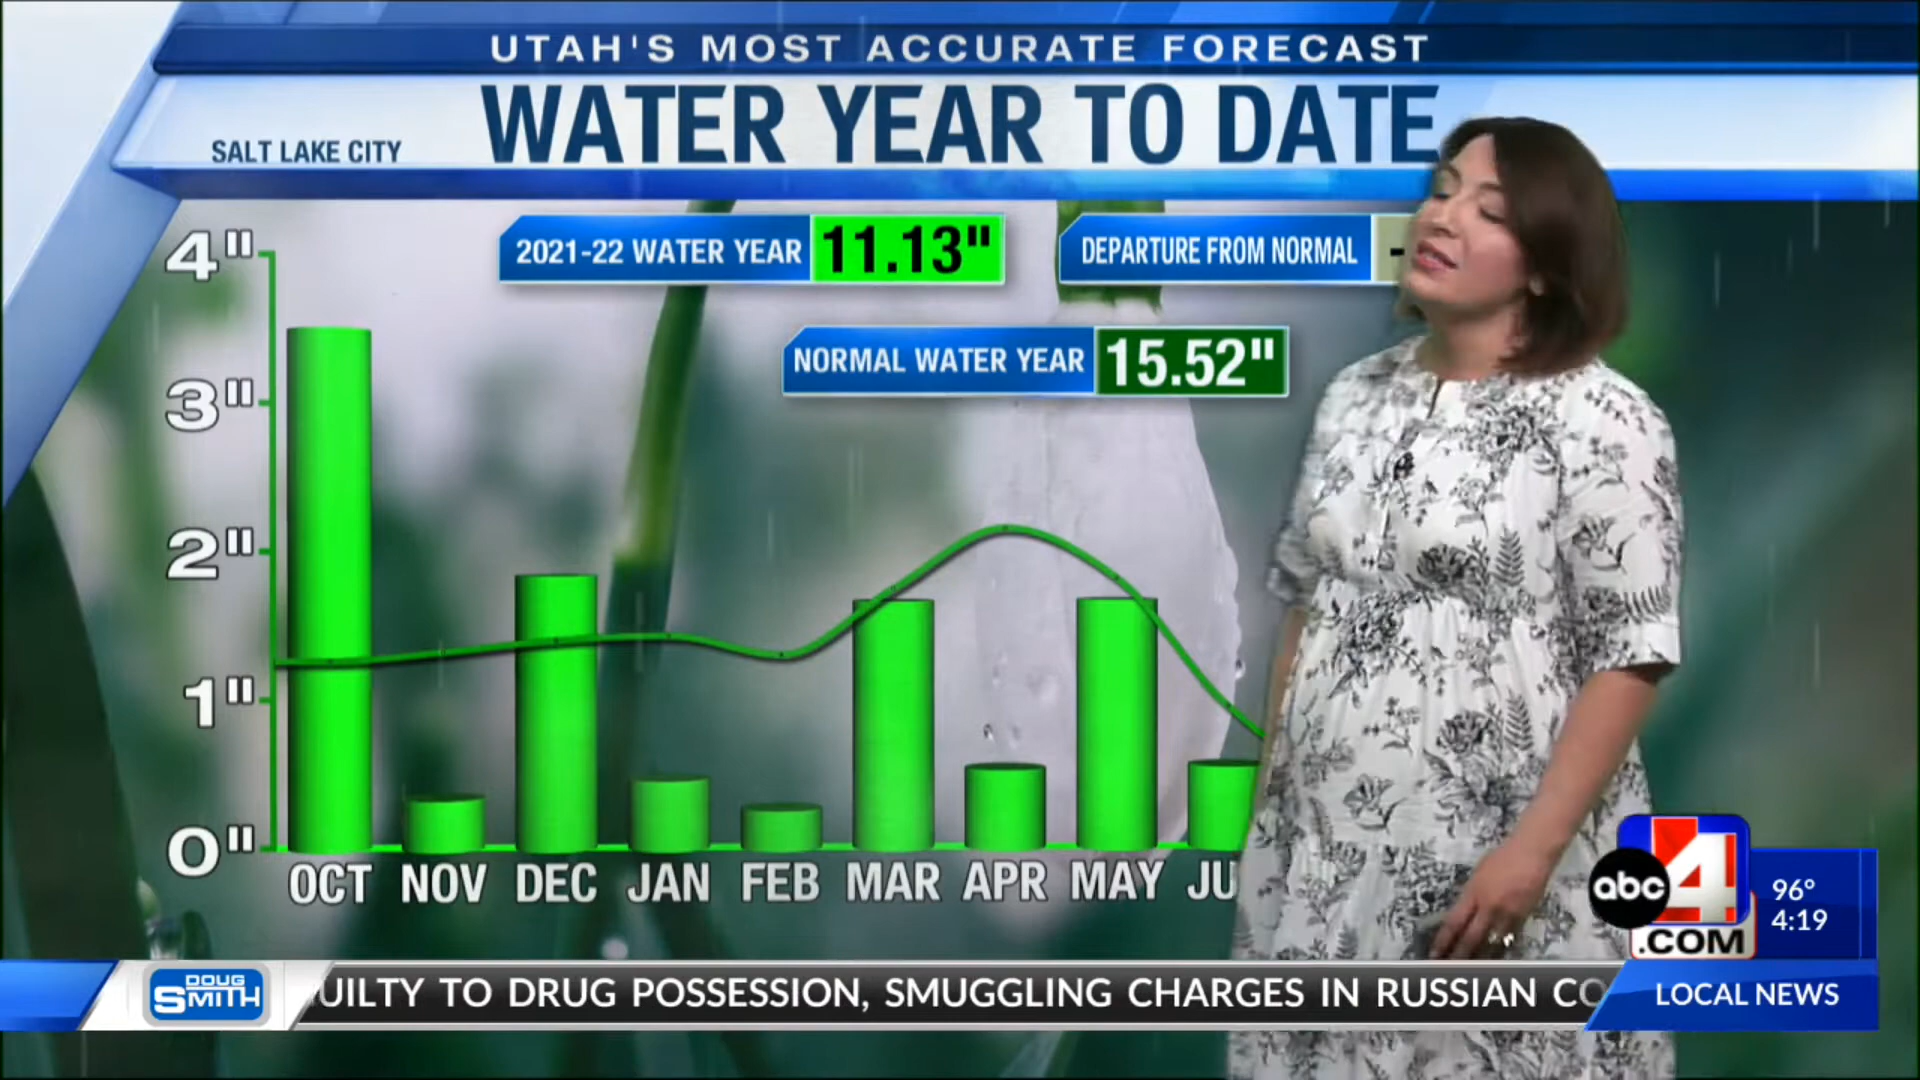 UTAH'S MOST ACCURATE FORECAST
SALT LAKE CITY
WATER YEAR TO DATE
2021-22 WATER YEAR 11.13"
DEPARTURE FROM NORMAL -
NORMAL WATER YEAR 15.52"
4"
3"
2"
1"
0"
OCT NOV DEC JAN FEB MAR APR MAY JU
abc 4
.COM
96°
4:19
DOUG
SMITH
UILTY TO DRUG POSSESSION, SMUGGLING CHARGES IN RUSSIAN CO
LOCAL NEWS